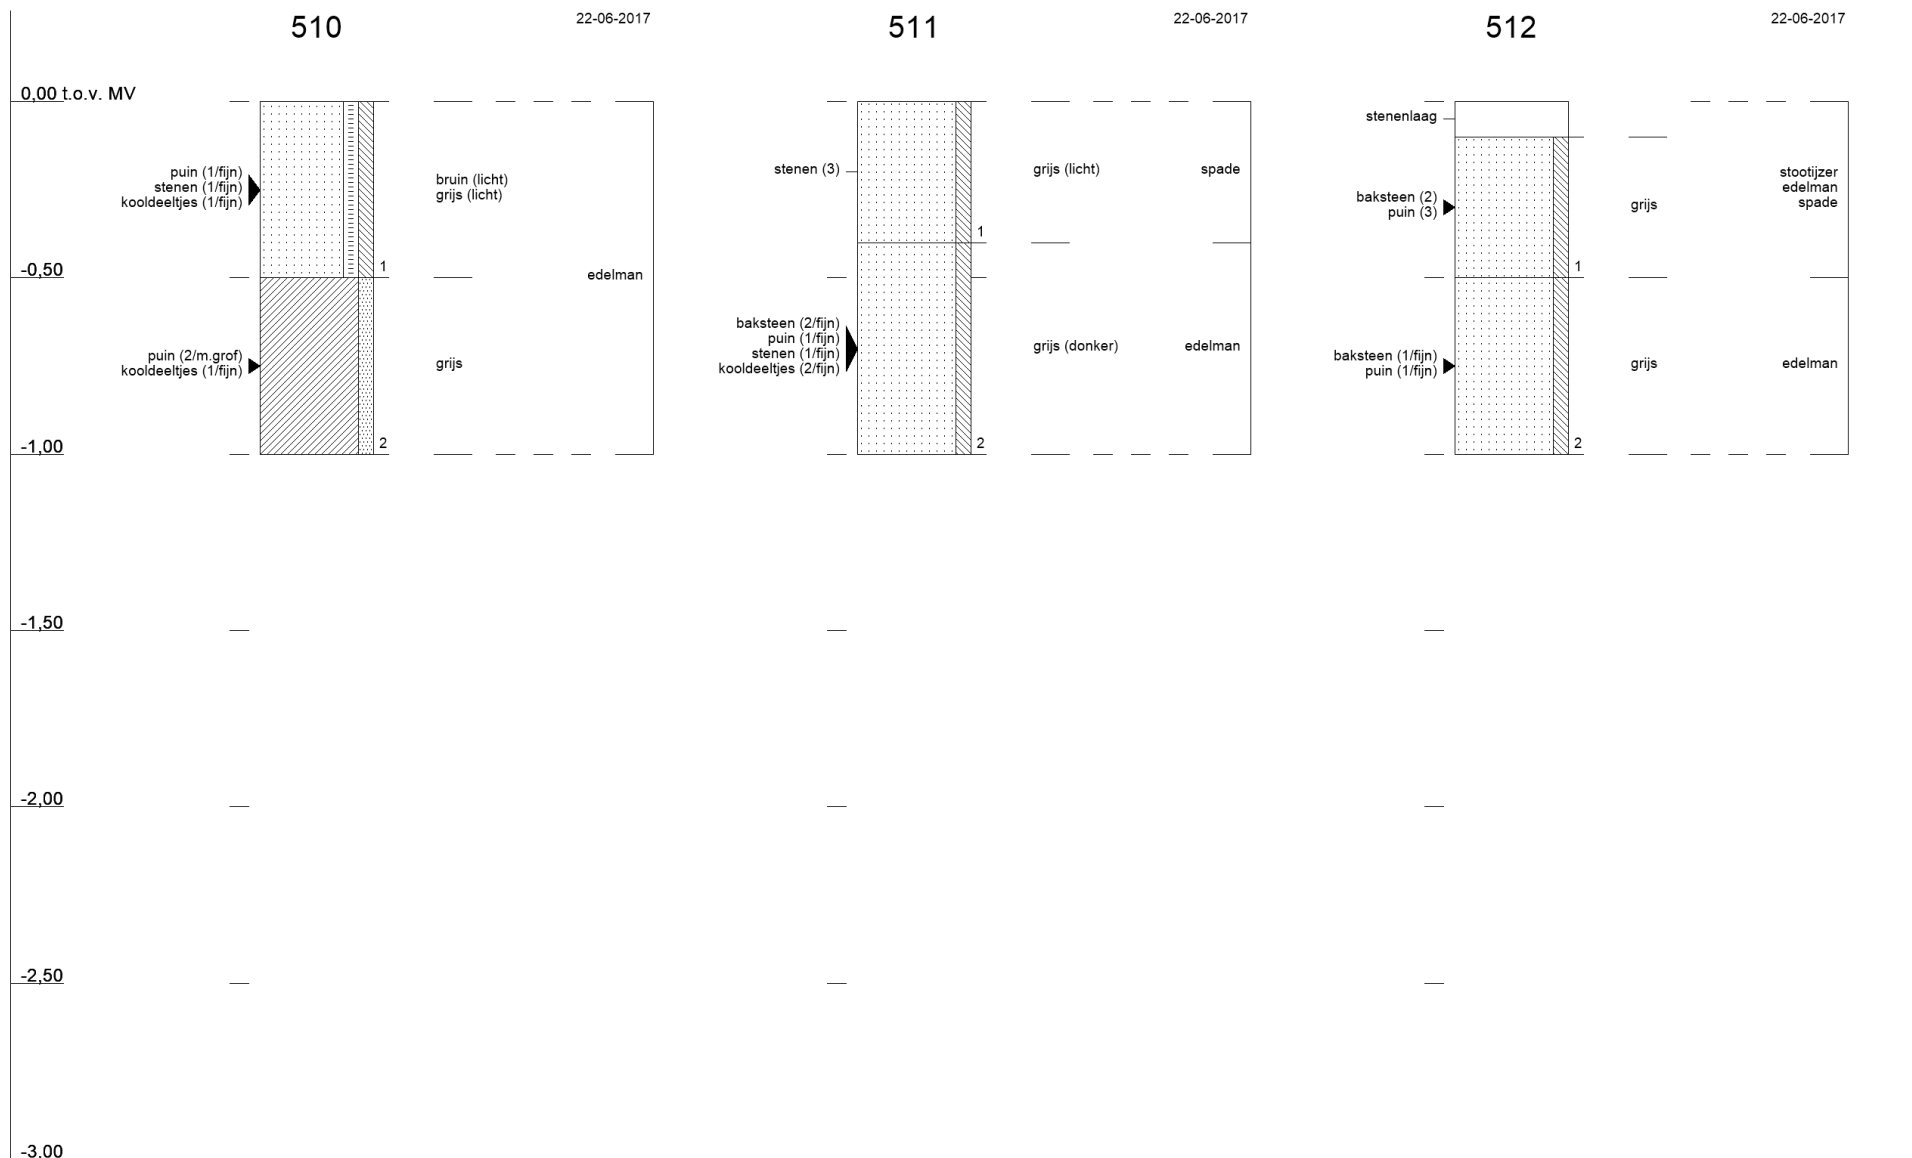 510
22-06-2017
511
22-06-2017
512
22-06-2017
0,00 t.o.v. MV
-0,50
-1,00
-1,50
-2,00
-2,50
-3,00
puin (1/fijn)
stenen (1/fijn)
kooldeeltjes (1/fijn)
bruin (licht)
grijs (licht)
1
edelman
puin (2/m.grof)
kooldeeltjes (1/fijn)
grijs
2
stenen (3)
grijs (licht)
spade
1
baksteen (2/fijn)
puin (1/fijn)
stenen (1/fijn)
kooldeeltjes (2/fijn)
grijs (donker)
edelman
2
stenenlaag
baksteen (2)
puin (3)
grijs
stootijzer
edelman
spade
1
baksteen (1/fijn)
puin (1/fijn)
grijs
edelman
2